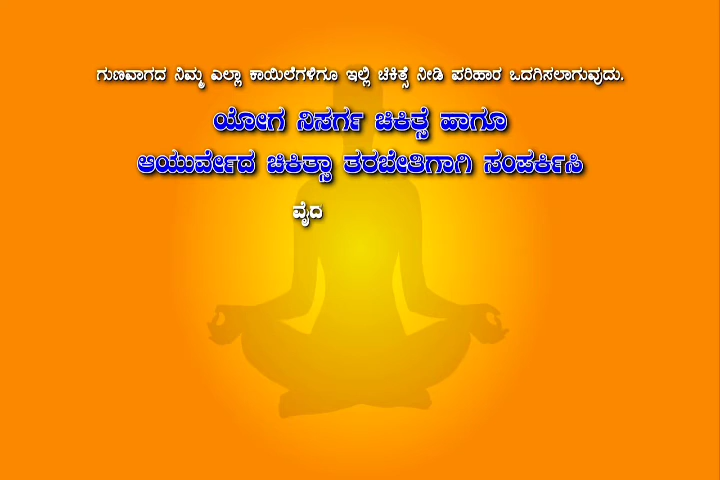 ಗುಣವಾಗದ ನಿಮ್ಮ ಎಲ್ಲಾ ಕಾಯಿಲೆಗಳಿಗೂ ಇಲ್ಲಿ ಚಿಕಿತ್ಸೆ ನೀಡಿ ಪರಿಹಾರ ಒದಗಿಸಲಾಗುವುದು.
ಯೋಗ ನಿಸರ್ಗ ಚಿಕಿತ್ಸೆ ಹಾಗೂ
ಆಯುರ್ವೇದ ಚಿಕಿತ್ಸಾ ತರಬೇತಿಗಾಗಿ ಸಂಪರ್ಕಿಸಿ
ವೈದ